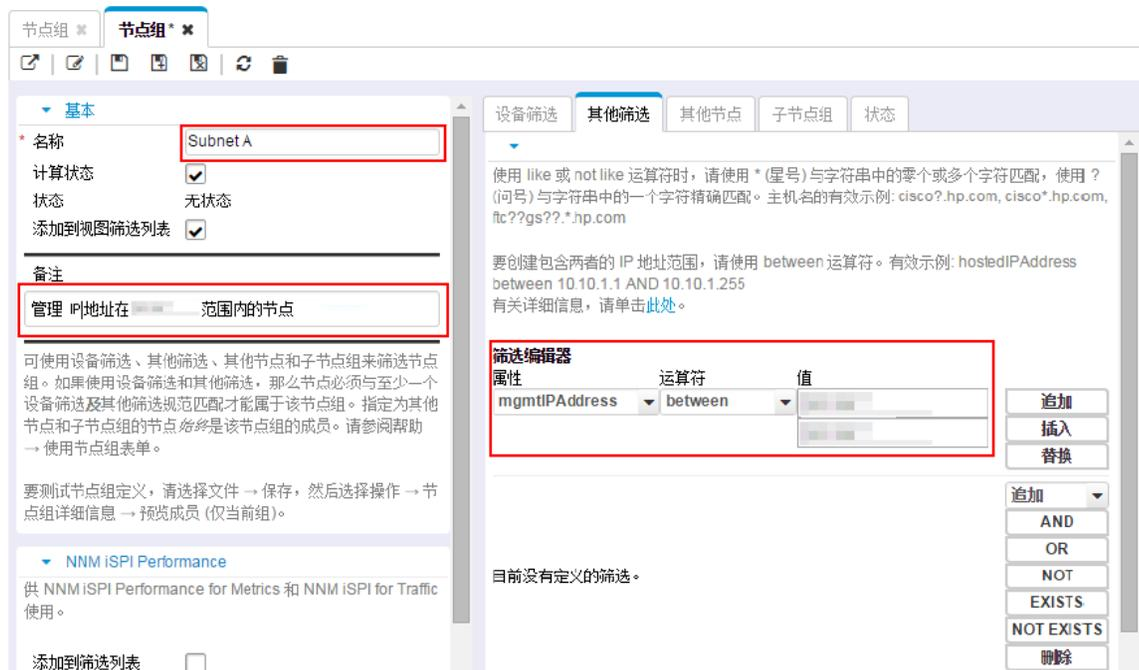 节点组
节点组*
基本
* 名称
Subnet A
计算状态
状态
无状态
添加到视图筛选列表
备注
管理 IP地址在 范围内的节点
可使用设备筛选、其他筛选、其他节点和子节点组来筛选节点
组。如果使用设备筛选和其他筛选，那么节点必须与至少一个
设备筛选及其他筛选规范匹配才能属于该节点组。指定为其他
节点和子节点组的节点始终是该节点组的成员。请参阅帮助
→ 使用节点组表单。
要测试节点组定义，请选择文件 → 保存，然后选择操作 → 节
点组详细信息 → 预览成员 (仅当前组)。
NNM iSPI Performance
供 NNM iSPI Performance for Metrics 和 NNM iSPI for Traffic
使用。
添加到筛选列表
设备筛选
其他筛选
其他节点
子节点组
状态
使用 like 或 not like 运算符时，请使用 * (星号) 与字符串中的零个或多个字符匹配，使用 ?
(问号) 与字符串中的一个字符精确匹配。主机名的有效示例: cisco?.hp.com, cisco*.hp.com,
ftc??gs??.*.hp.com
要创建包含两者的 IP 地址范围，请使用 between 运算符。有效示例: hostedIPAddress
between 10.10.1.1 AND 10.10.1.255
有关详细信息，请单击此处。
筛选编辑器
属性
运算符
值
mgmtIPAddress
between
追加
插入
替换
追加
AND
OR
NOT
EXISTS
NOT EXISTS
删除
目前没有定义的筛选。